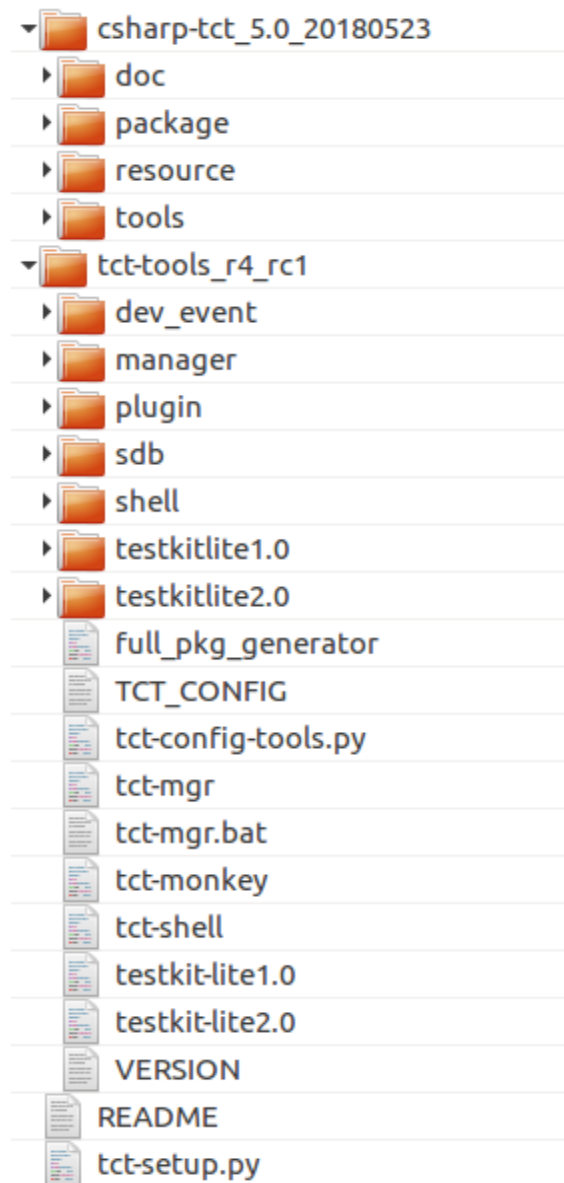 csharp-tct_5.0_20180523
doc
package
resource
tools
tct-tools_r4_rc1
dev_event
manager
plugin
sdb
shell
testkitlite1.0
testkitlite2.0
full_pkg_generator
TCT_CONFIG
tct-config-tools.py
tct-mgr
tct-mgr.bat
tct-monkey
tct-shell
testkit-lite1.0
testkit-lite2.0
VERSION
README
tct-setup.py